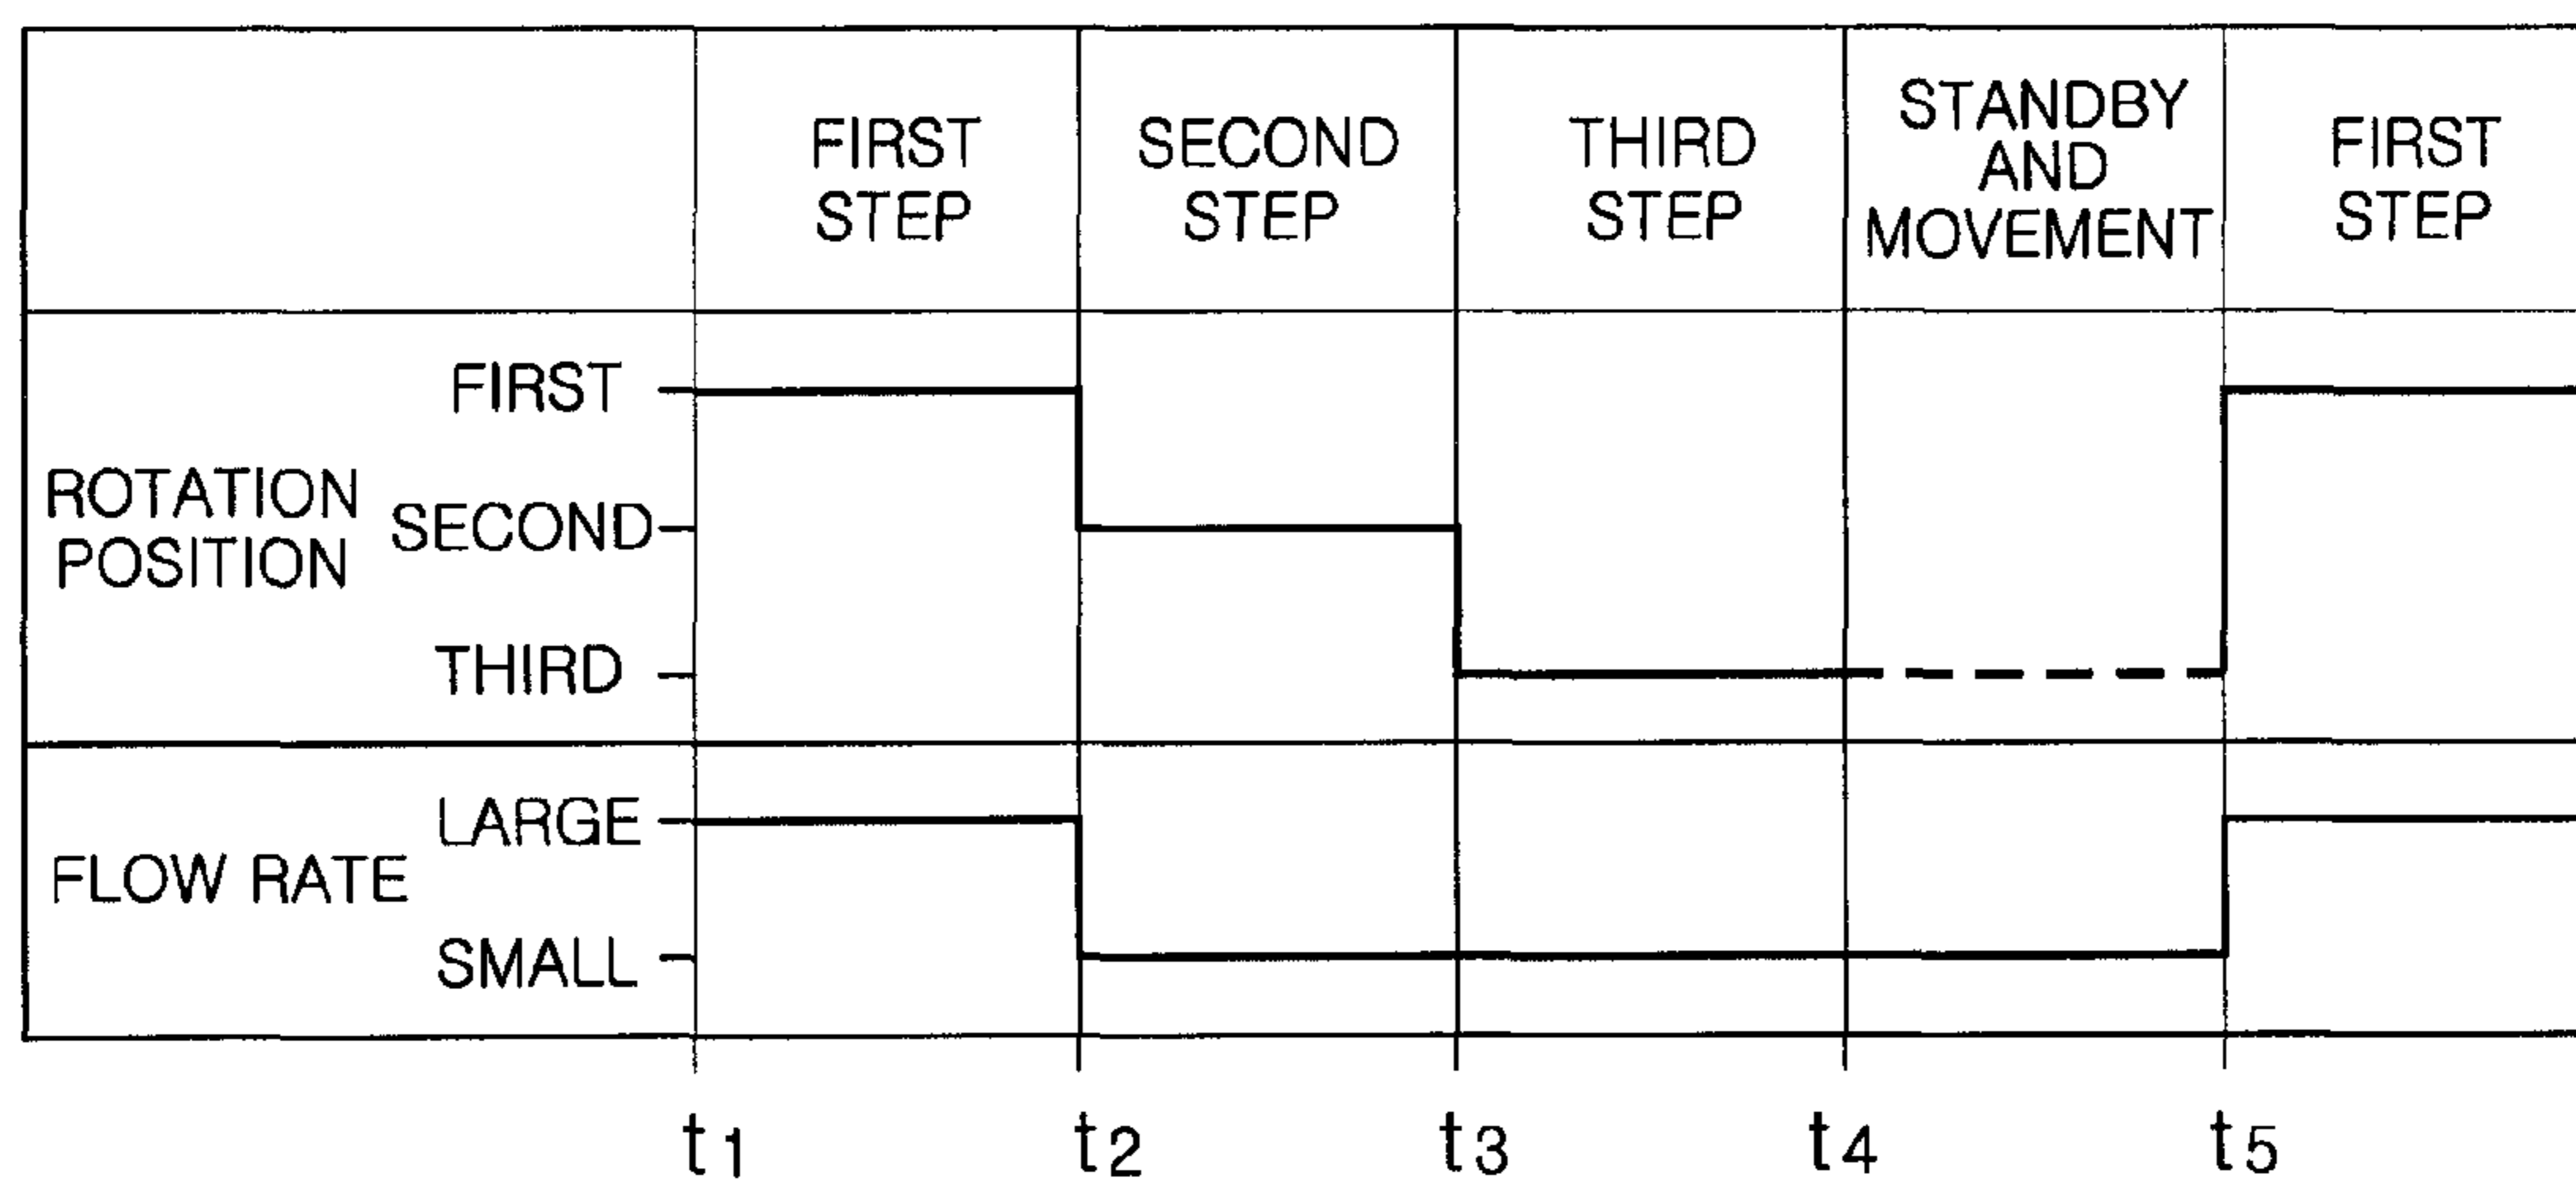 FIRST
STEP
SECOND
STEP
THIRD
STEP
STANDBY
AND
MOVEMENT
FIRST
STEP
ROTATION
POSITION
FIRST
SECOND
THIRD
FLOW RATE
LARGE
SMALL
t1 t2 t3 t4 t5